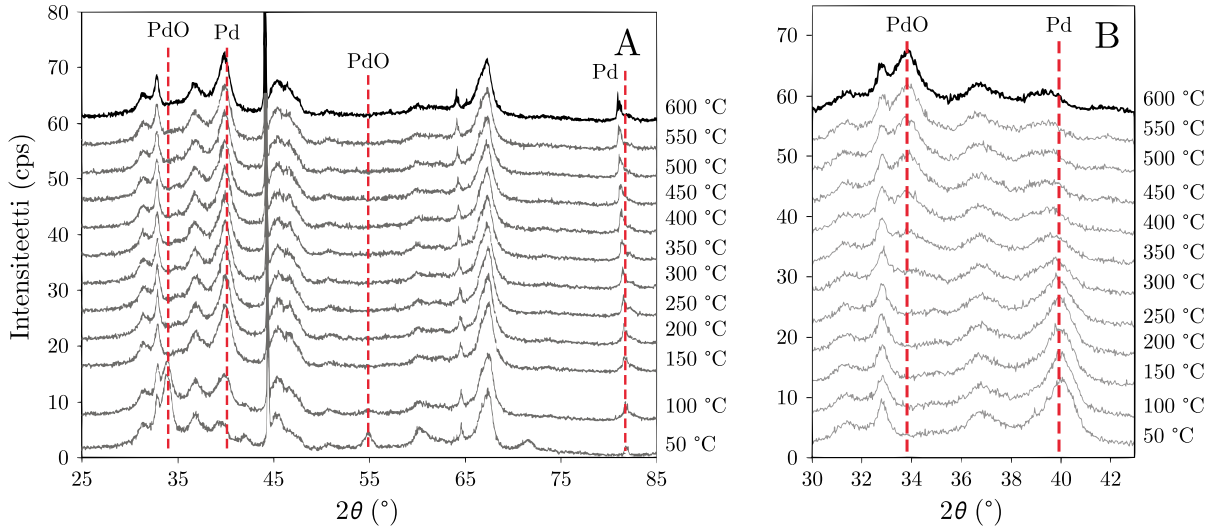 80
70
60
50
40
30
20
10
0
Intensiteetti (cps)
PdO
Pd
PdO
Pd
A
600 °C
550 °C
500 °C
450 °C
400 °C
350 °C
300 °C
250 °C
200 °C
150 °C
100 °C
50 °C
25 35 45 55 65 75 85
2θ (°)
70
60
50
40
30
20
10
0
PdO
Pd
B
600 °C
550 °C
500 °C
450 °C
400 °C
350 °C
300 °C
250 °C
200 °C
150 °C
100 °C
50 °C
30 32 34 36 38 40 42
2θ (°)